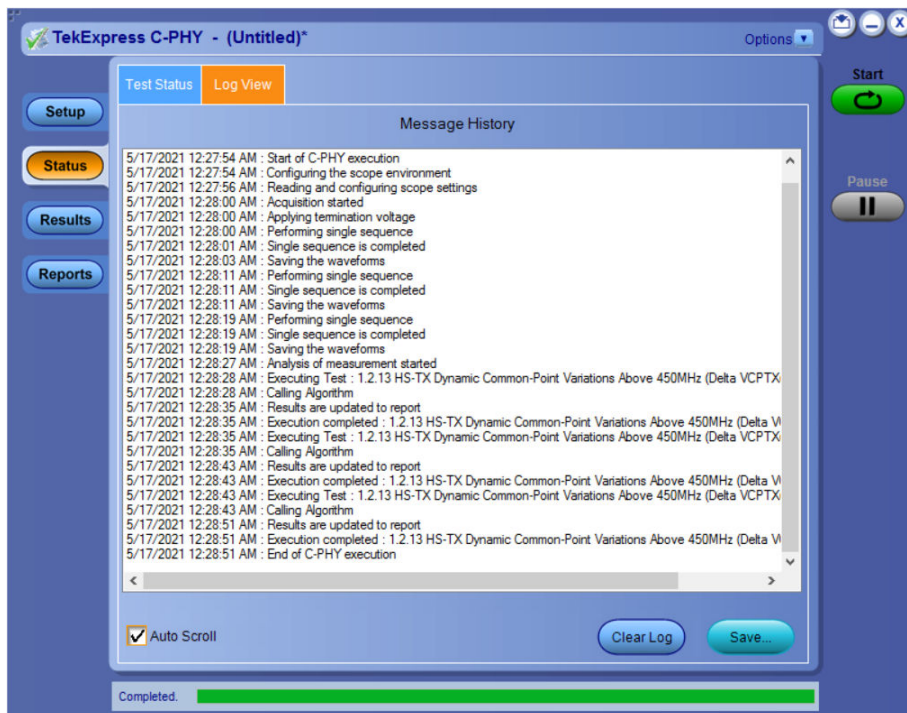 TekExpress C-PHY - (Untitled)*
Options
Start
Pause
Setup
Status
Results
Reports
Test Status
Log View
Message History
5/17/2021 12:27:54 AM : Start of C-PHY execution
5/17/2021 12:27:54 AM : Configuring the scope environment
5/17/2021 12:27:56 AM : Reading and configuring scope settings
5/17/2021 12:28:00 AM : Acquisition started
5/17/2021 12:28:00 AM : Applying termination voltage
5/17/2021 12:28:00 AM : Performing single sequence
5/17/2021 12:28:01 AM : Single sequence is completed
5/17/2021 12:28:03 AM : Saving the waveforms
5/17/2021 12:28:11 AM : Performing single sequence
5/17/2021 12:28:11 AM : Single sequence is completed
5/17/2021 12:28:11 AM : Saving the waveforms
5/17/2021 12:28:19 AM : Performing single sequence
5/17/2021 12:28:19 AM : Single sequence is completed
5/17/2021 12:28:19 AM : Saving the waveforms
5/17/2021 12:28:27 AM : Analysis of measurement started
5/17/2021 12:28:28 AM : Executing Test : 1.2.13 HS-TX Dynamic Common-Point Variations Above 450MHz (Delta VCPTX
5/17/2021 12:28:28 AM : Calling Algorithm
5/17/2021 12:28:35 AM : Results are updated to report
5/17/2021 12:28:35 AM : Execution completed : 1.2.13 HS-TX Dynamic Common-Point Variations Above 450MHz (Delta V
5/17/2021 12:28:35 AM : Executing Test : 1.2.13 HS-TX Dynamic Common-Point Variations Above 450MHz (Delta VCPTX
5/17/2021 12:28:35 AM : Calling Algorithm
5/17/2021 12:28:43 AM : Results are updated to report
5/17/2021 12:28:43 AM : Execution completed : 1.2.13 HS-TX Dynamic Common-Point Variations Above 450MHz (Delta V
5/17/2021 12:28:43 AM : Executing Test : 1.2.13 HS-TX Dynamic Common-Point Variations Above 450MHz (Delta VCPTX
5/17/2021 12:28:43 AM : Calling Algorithm
5/17/2021 12:28:51 AM : Results are updated to report
5/17/2021 12:28:51 AM : Execution completed : 1.2.13 HS-TX Dynamic Common-Point Variations Above 450MHz (Delta V
5/17/2021 12:28:51 AM : End of C-PHY execution
Auto Scroll
Clear Log
Save...
Completed.